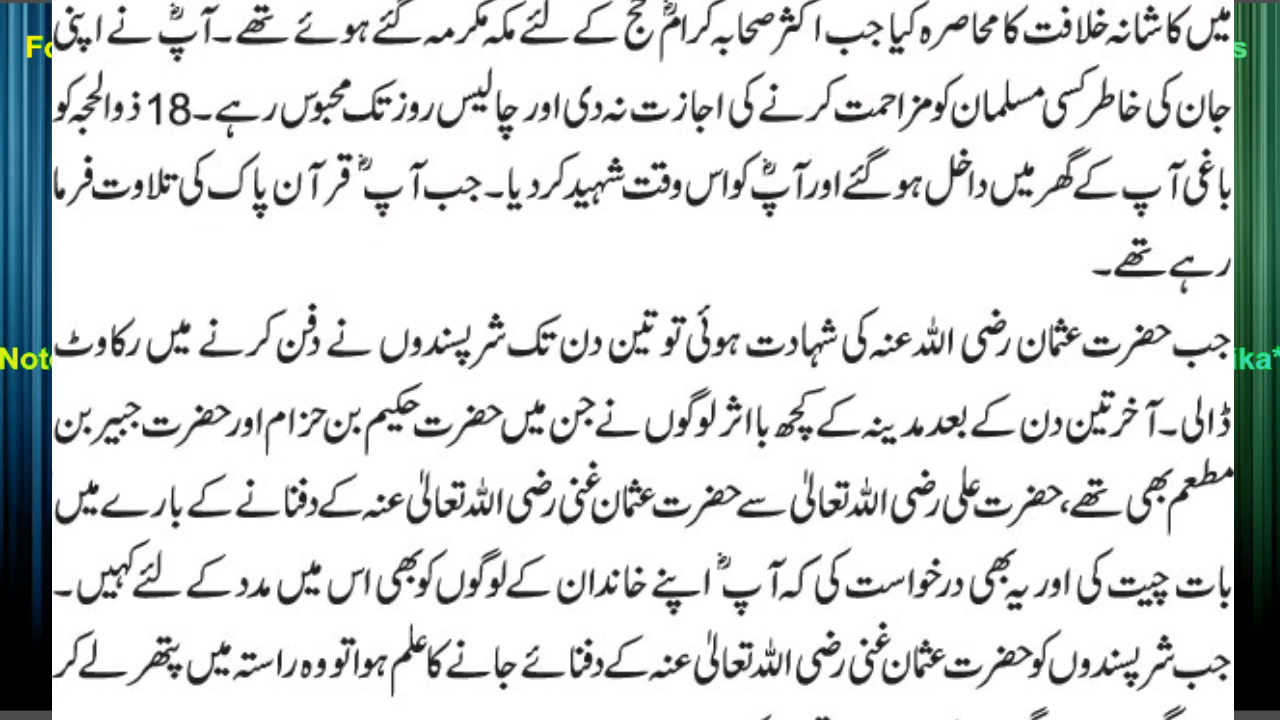 میں کاشانہ خلافت کا محاصرہ کیا جب اکثر صحابہ کرامؓ حج کے لئے مکہ مکرمہ گئے ہوئے تھے۔ آپؓ نے اپنی
جان کی خاطر کسی مسلمان کو مزاحمت کرنے کی اجازت نہ دی اور چالیس روز تک محبوس رہے۔ 18 ذوالحجہ کو
باغی آپ کے گھر میں داخل ہو گئے اور آپؓ کو اس وقت شہید کر دیا۔ جب آپؓ قرآن پاک کی تلاوت فرما
رہے تھے۔
جب حضرت عثمان رضی اللہ عنہ کی شہادت ہوئی تو تین دن تک شرپسندوں نے دفن کرنے میں رکاوٹ
ڈالی۔ آخر تین دن کے بعد مدینہ کے کچھ بااثر لوگوں نے جن میں حضرت حکیم بن حزام اور حضرت جبیر بن
مطعم بھی تھے، حضرت علی رضی اللہ تعالیٰ سے حضرت عثمان غنی رضی اللہ تعالیٰ عنہ کے دفنانے کے بارے میں
بات چیت کی اور یہ بھی درخواست کی کہ آپؓ اپنے خاندان کے لوگوں کو بھی اس میں مدد کے لئے کہیں۔
جب شرپسندوں کو حضرت عثمان غنی رضی اللہ تعالیٰ عنہ کے دفنائے جانے کا علم ہوا تو وہ راستہ میں پتھر لے کر